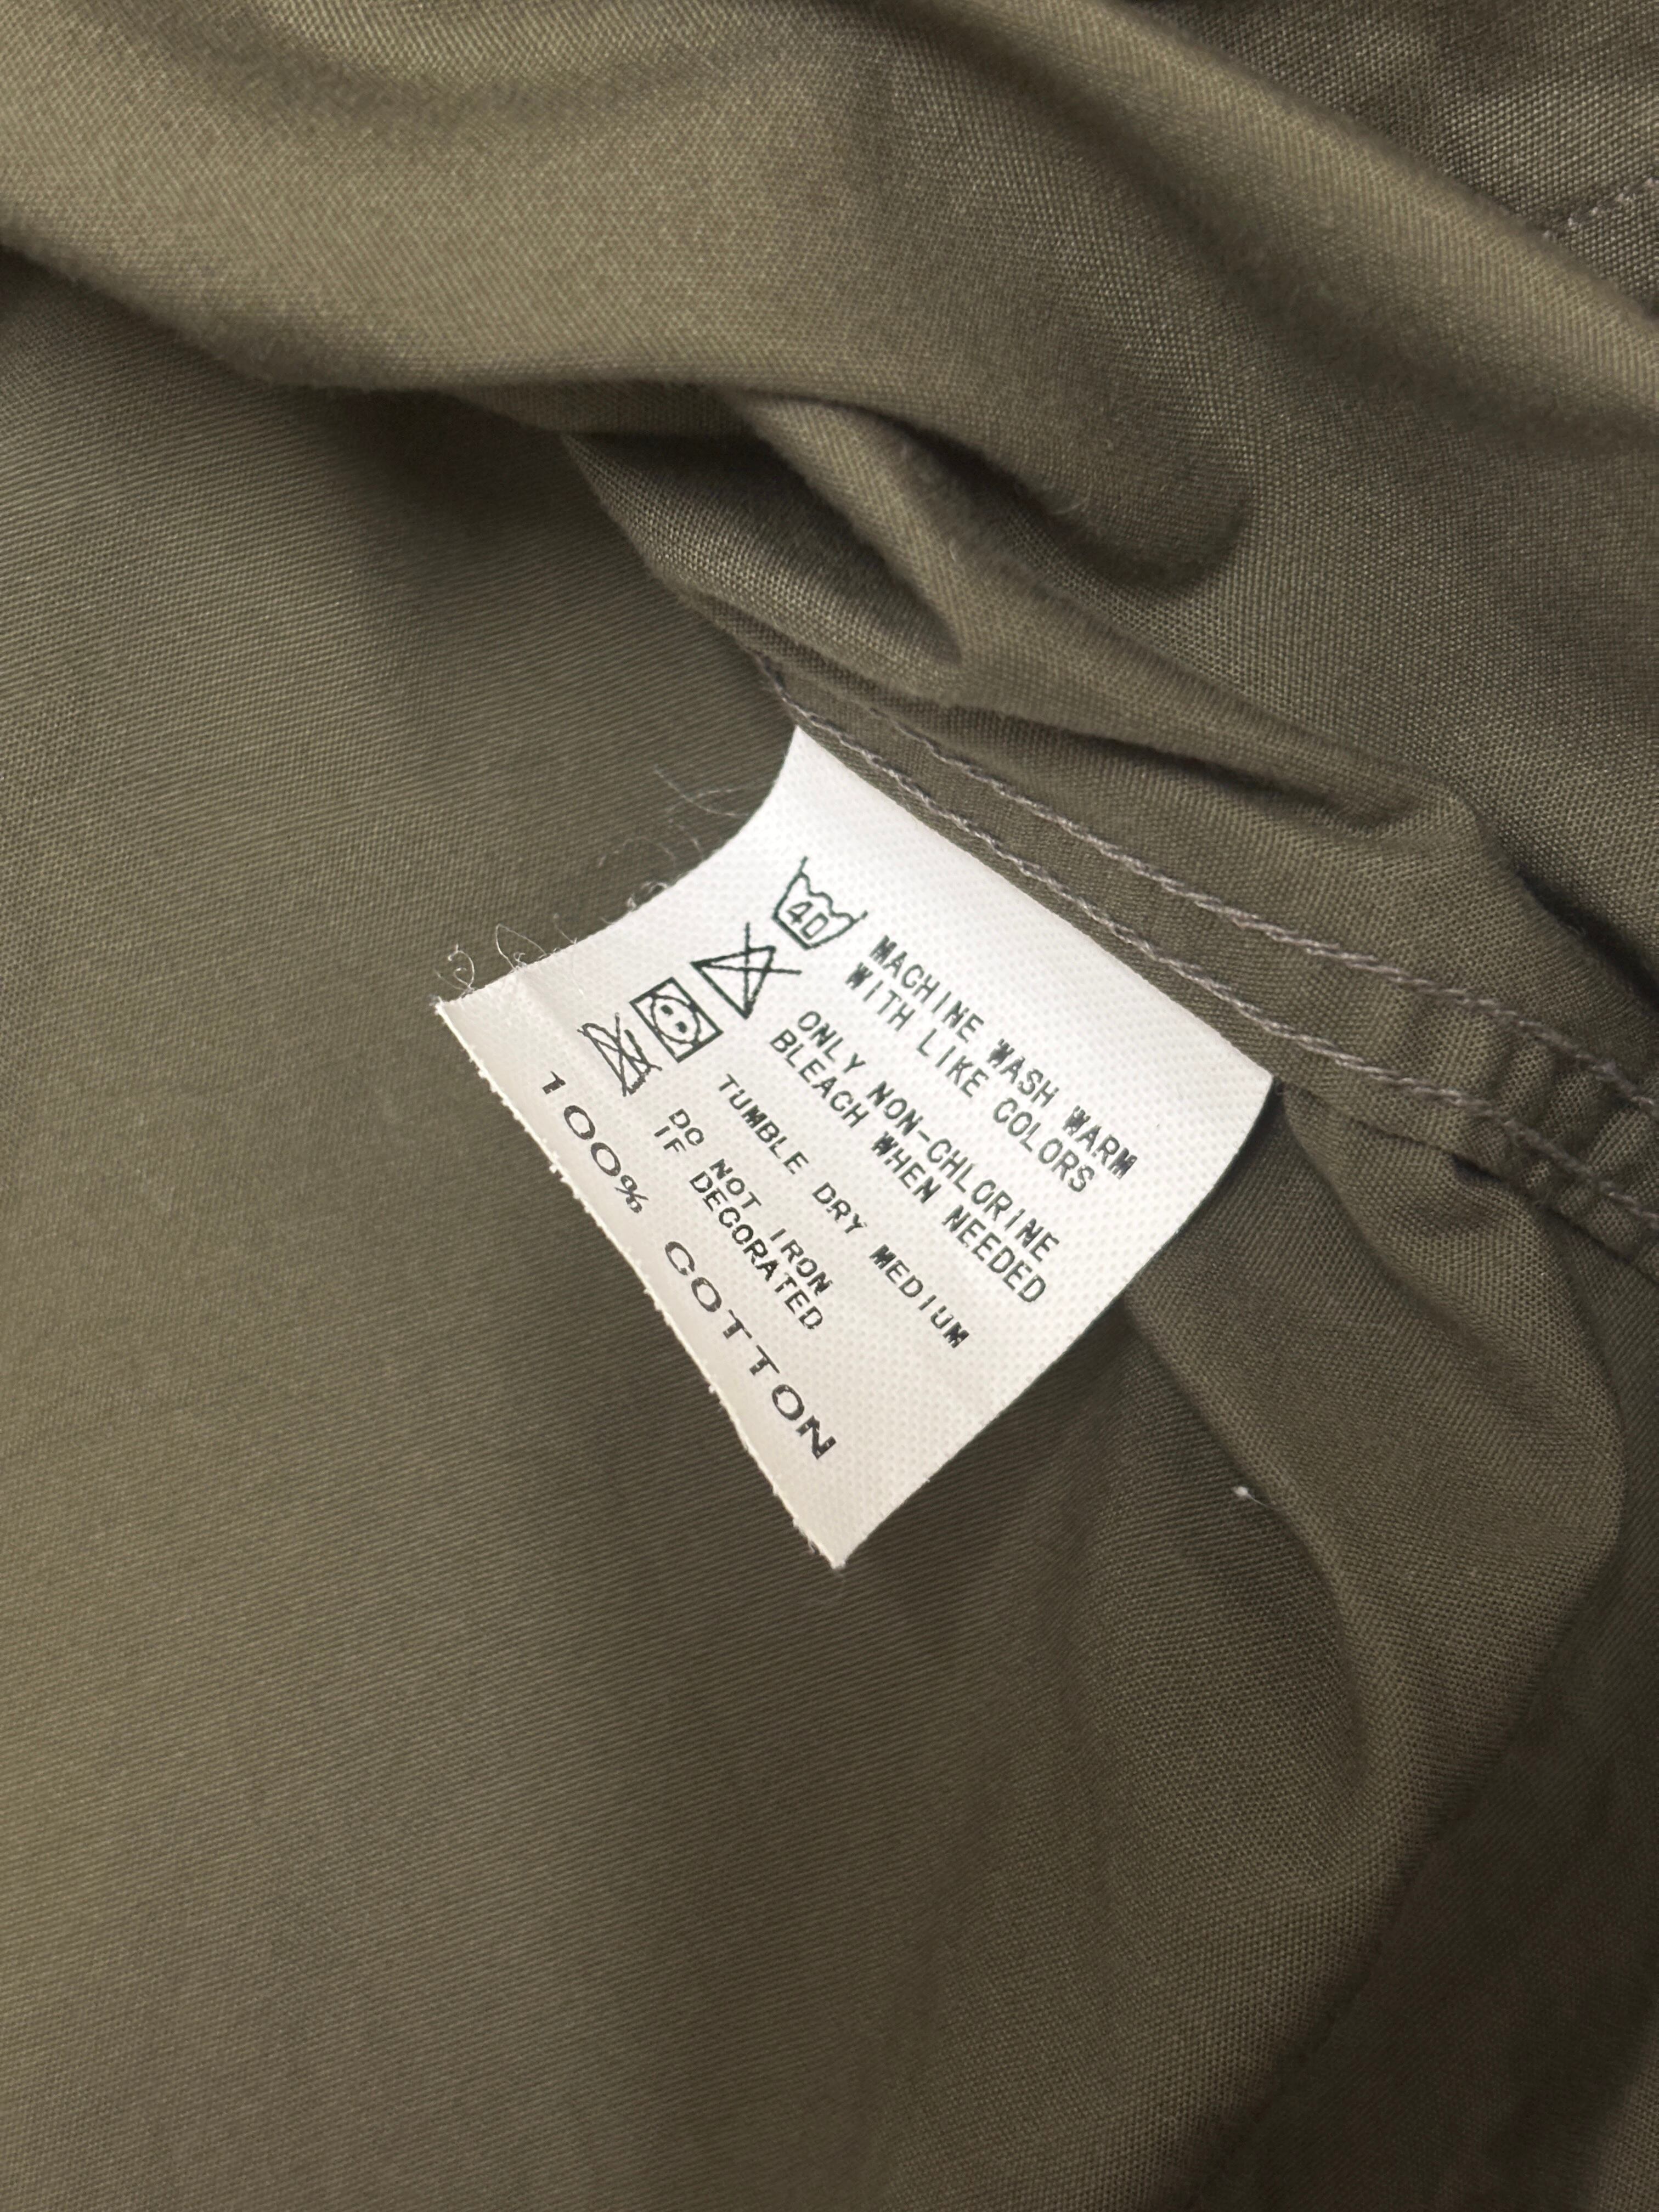 40
MACHINE WASH WARM
WITH LIKE COLORS
ONLY NON-CHLORINE
BLEACH WHEN NEEDED
TUMBLE DRY MEDIUM
DO NOT IRON
IF DECORATED
100% COTTON